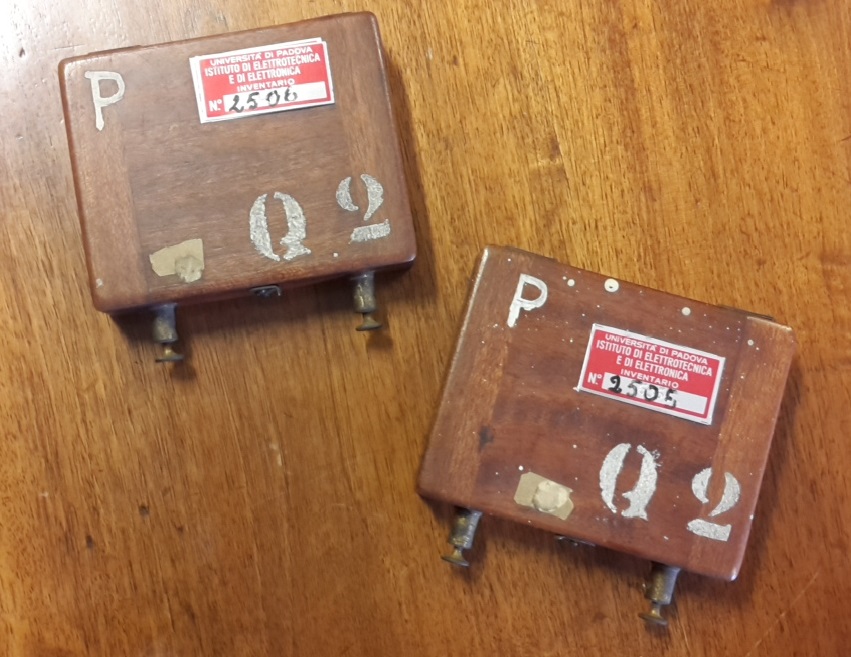 P
UNIVERSITÀ DI PADOVA
ISTITUTO DI ELETTROTECNICA
E DI ELETTRONICA
INVENTARIO
N.° 2506
Q 2
P
UNIVERSITÀ DI PADOVA
ISTITUTO DI ELETTROTECNICA
E DI ELETTRONICA
INVENTARIO
N.° 2505
Q 2